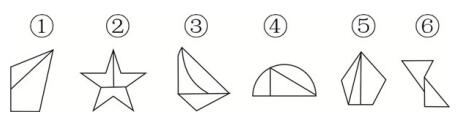 ① ② ③ ④ ⑤ ⑥